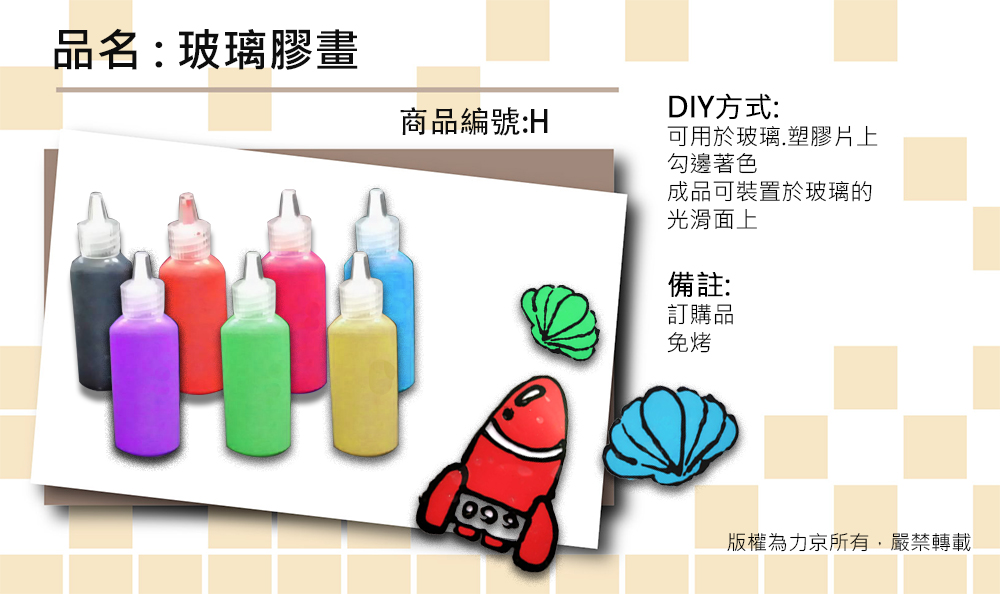 品名 : 玻璃膠畫
商品編號:H
DIY方式:
可用於玻璃.塑膠片上
勾邊著色
成品可裝置於玻璃的
光滑面上
備註:
訂購品
免烤
099
版權為力京所有，嚴禁轉載